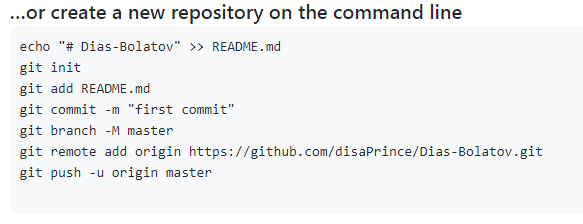 ...or create a new repository on the command line
echo "# Dias-Bolatov" >> README.md
git init
git add README.md
git commit -m "first commit"
git branch -M master
git remote add origin https://github.com/disaPrince/Dias-Bolatov.git
git push -u origin master